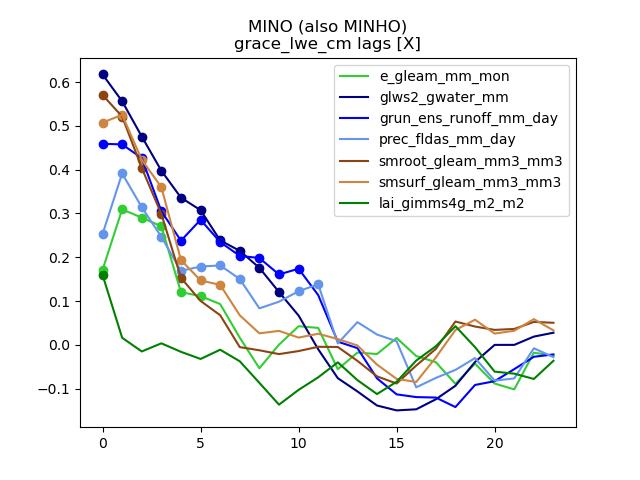 MINO (also MINHO)
grace_lwe_cm lags [X]
e_gleam_mm_mon
glws2_gwater_mm
grun_ens_runoff_mm_day
prec_fldas_mm_day
smroot_gleam_mm3_mm3
smsurf_gleam_mm3_mm3
lai_gimms4g_m2_m2
0.6
0.5
0.4
0.3
0.2
0.1
0.0
−0.1
0 5 10 15 20